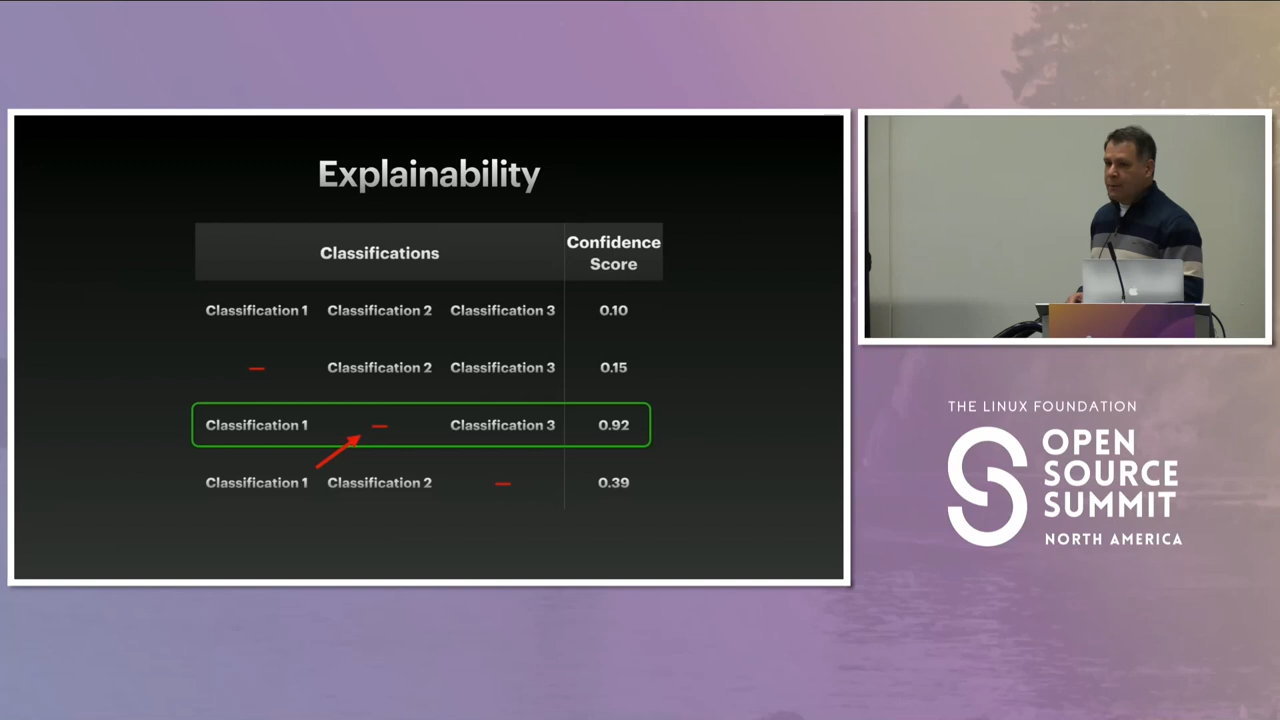 Explainability
Classifications
Confidence
Score
Classification 1 Classification 2 Classification 3 0.10
— Classification 2 Classification 3 0.15
Classification 1 — Classification 3 0.92
Classification 1 Classification 2 — 0.39
THE LINUX FOUNDATION
OPEN
SOURCE
SUMMIT
NORTH AMERICA